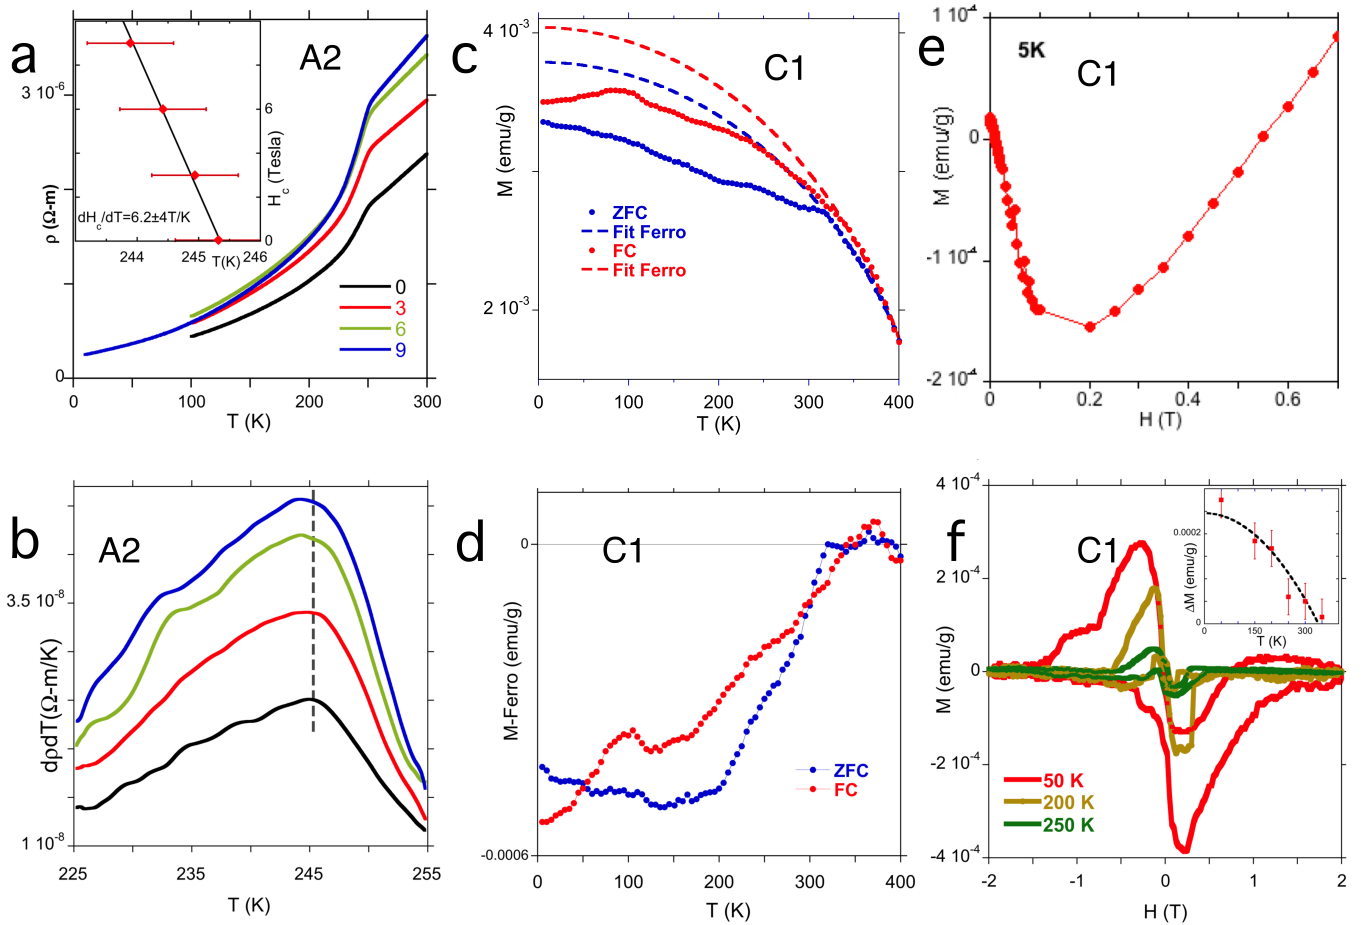 a
A2
3 10⁻⁶
ρ (Ω-m)
0
0
100
200
300
T (K)
6
0
H_c (Tesla)
dH_c/dT=6.2±4T/K
244
245
T(K)
246
0
3
6
9
c
C1
4 10⁻³
2 10⁻³
M (emu/g)
ZFC
Fit Ferro
FC
Fit Ferro
0
100
200
300
400
T (K)
e
5K
C1
1 10⁻⁴
0
-1 10⁻⁴
-2 10⁻⁴
M (emu/g)
0
0.2
0.4
0.6
H (T)
b
A2
3.5 10⁻⁸
1 10⁻⁸
dρdT(Ω-m/K)
225
235
245
255
T (K)
d
C1
0
-0.0006
M-Ferro (emu/g)
ZFC
FC
0
100
200
300
400
T (K)
f
C1
4 10⁻⁴
2 10⁻⁴
0
-2 10⁻⁴
-4 10⁻⁴
M (emu/g)
0.0002
0
ΔM (emu/g)
0
150
300
T (K)
50 K
200 K
250 K
-2
-1
0
1
2
H (T)